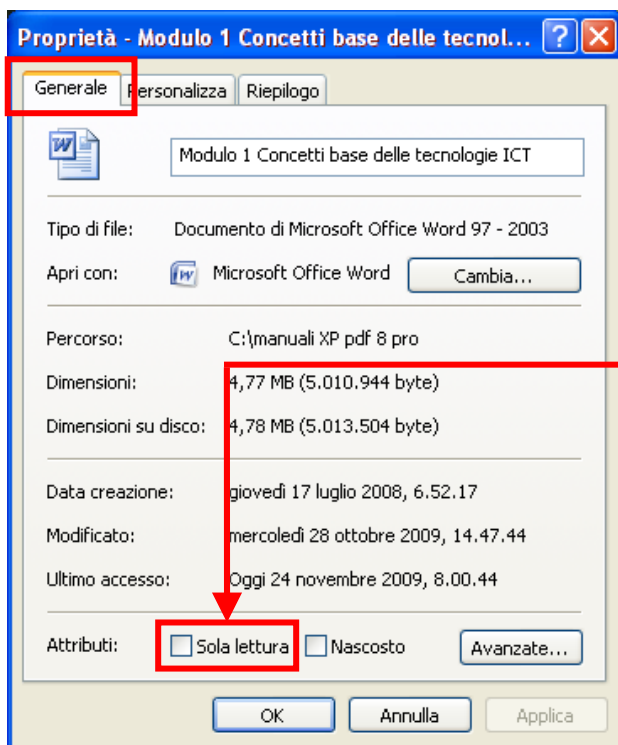 Proprietà - Modulo 1 Concetti base delle tecnol... ?
Generale Personalizza Riepilogo
Modulo 1 Concetti base delle tecnologie ICT
Tipo di file: Documento di Microsoft Office Word 97 - 2003
Apri con: Microsoft Office Word Cambia...
Percorso: C:\manuali XP pdf 8 pro
Dimensioni: 4,77 MB (5.010.944 byte)
Dimensioni su disco: 4,78 MB (5.013.504 byte)
Data creazione: giovedì 17 luglio 2008, 6.52.17
Modificato: mercoledì 28 ottobre 2009, 14.47.44
Ultimo accesso: Oggi 24 novembre 2009, 8.00.44
Attributi: Sola lettura Nascosto Avanzate...
OK Annulla Applica